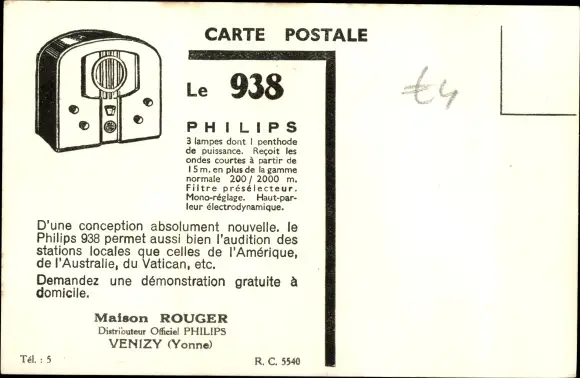 CARTE POSTALE
Le 938
PHILIPS
3 lampes dont 1 penthode
de puissance. Reçoit les
ondes courtes à partir de
15 m. en plus de la gamme
normale 200 / 2000 m.
Filtre présélecteur.
Mono-réglage. Haut-par-
leur électrodynamique.
D'une conception absolument nouvelle. le
Philips 938 permet aussi bien l'audition des
stations locales que celles de l'Amérique,
de l'Australie, du Vatican, etc.
Demandez une démonstration gratuite à
domicile.
Maison ROUGER
Distributeur Officiel PHILIPS
VENIZY (Yonne)
Tél. : 5
R. C. 5540
£4